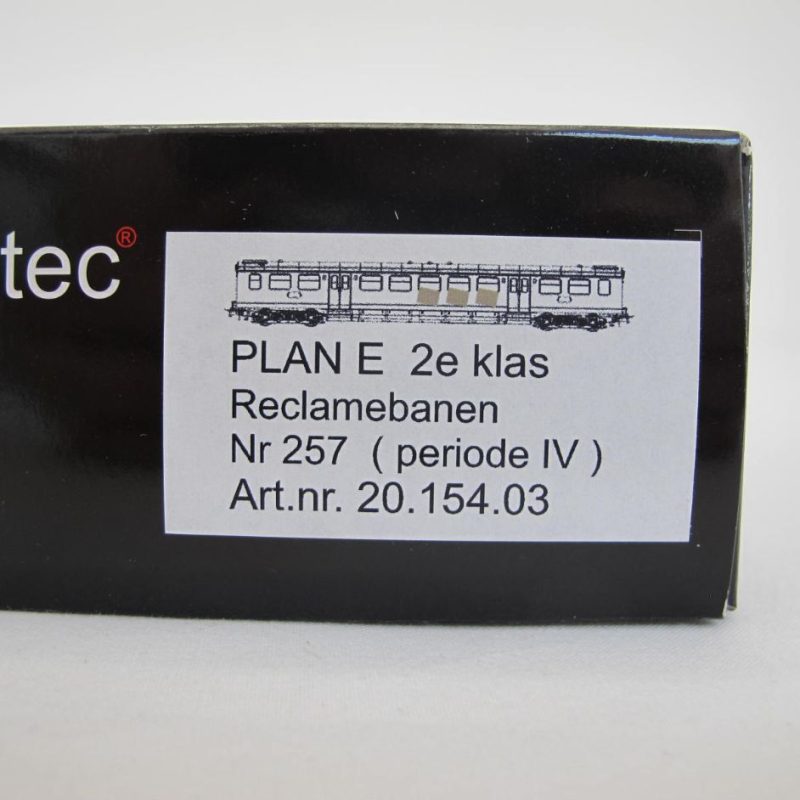 tec®
PLAN E 2e klas
Reclamebanen
Nr 257 ( periode IV )
Art.nr. 20.154.03